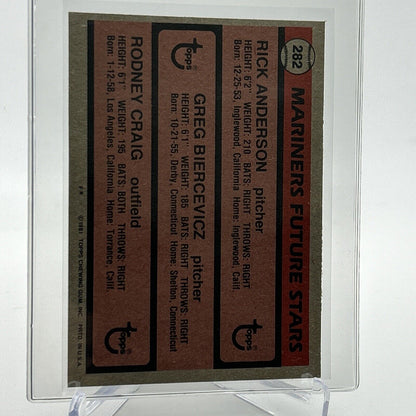 282
MARINERS FUTURE STARS
RICK ANDERSON pitcher
HEIGHT: 6'2" WEIGHT: 210 BATS: RIGHT THROWS: RIGHT
Born: 12-25-53, Inglewood, California Home: Inglewood, Calif.
Topps
GREG BIERCEVICZ pitcher
HEIGHT: 6'1" WEIGHT: 185 BATS: RIGHT THROWS: RIGHT
Born: 10-21-55, Derby, Connecticut Home: Shelton, Connecticut
Topps
RODNEY CRAIG outfield
HEIGHT: 6'1" WEIGHT: 195 BATS: BOTH THROWS: RIGHT
Born: 1-12-58, Los Angeles, California Home: Torrance, Calif.
Topps
©1981 TOPPS CHEWING GUM, INC. PRTD. IN U.S.A.